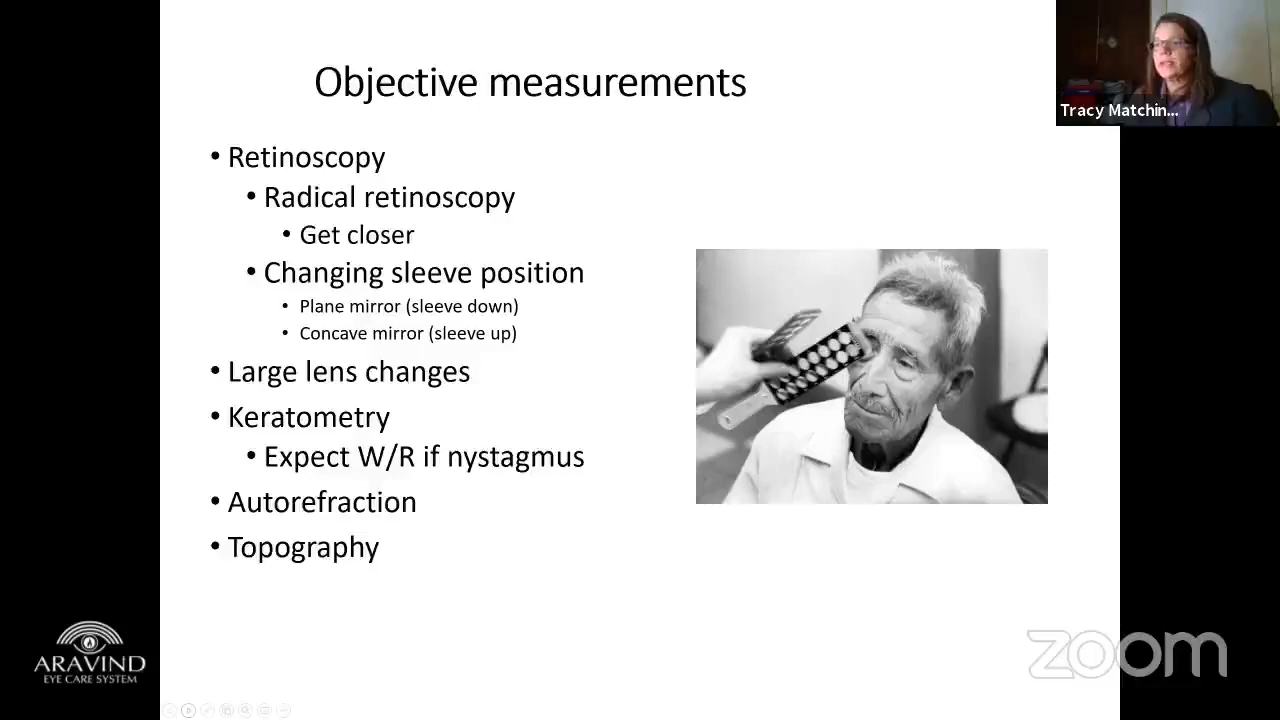 Objective measurements
• Retinoscopy
• Radical retinoscopy
• Get closer
• Changing sleeve position
• Plane mirror (sleeve down)
• Concave mirror (sleeve up)
• Large lens changes
• Keratometry
• Expect W/R if nystagmus
• Autorefraction
• Topography
Tracy Matchin...
ARAVIND
EYE CARE SYSTEM
zoom